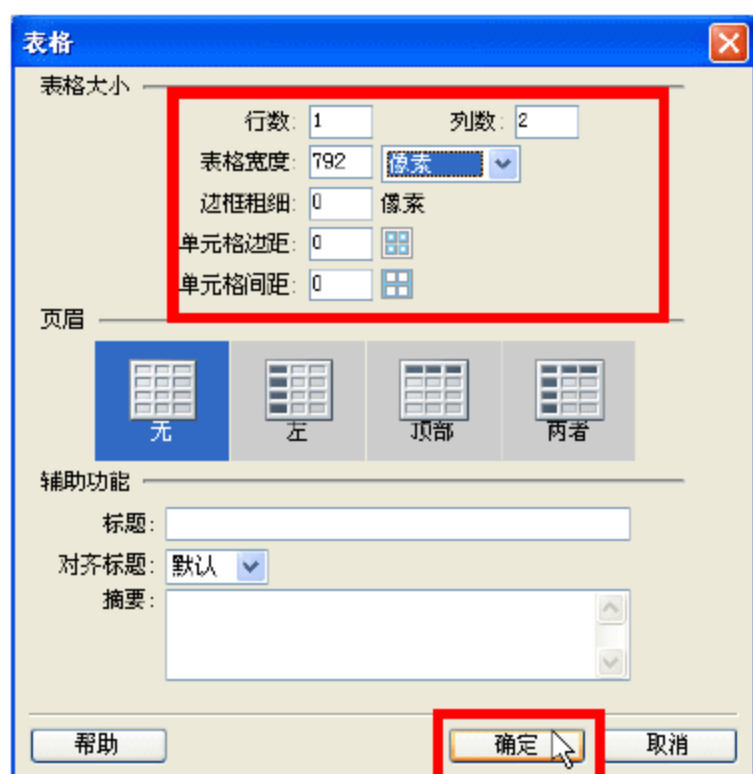 表格
表格大小
行数: 1 列数: 2
表格宽度: 792 像素
边框粗细: 0 像素
单元格边距: 0
单元格间距: 0
页眉
无 左 顶部 两者
辅助功能
标题:
对齐标题: 默认
摘要:
帮助 确定 取消